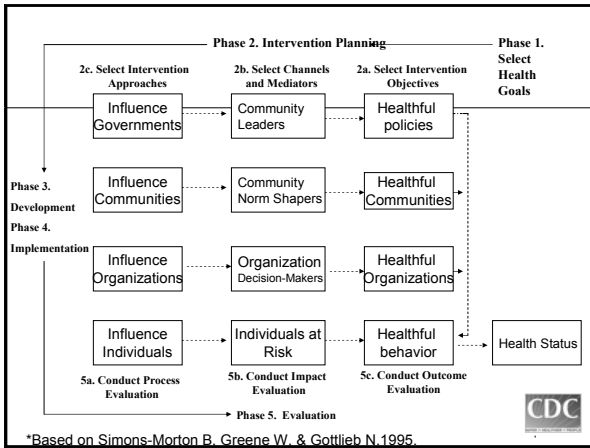 Phase 2. Intervention Planning
Phase 1.
Select
Health
Goals
2c. Select Intervention
Approaches
2b. Select Channels
and Mediators
2a. Select Intervention
Objectives
Influence
Governments
Community
Leaders
Healthful
policies
Phase 3.
Development
Phase 4.
Implementation
Influence
Communities
Community
Norm Shapers
Healthful
Communities
Influence
Organizations
Organization
Decision-Makers
Healthful
Organizations
Influence
Individuals
Individuals at
Risk
Healthful
behavior
Health Status
5a. Conduct Process
Evaluation
5b. Conduct Impact
Evaluation
5c. Conduct Outcome
Evaluation
Phase 5. Evaluation
CDC
*Based on Simons-Morton B, Greene W, & Gottlieb N.1995.